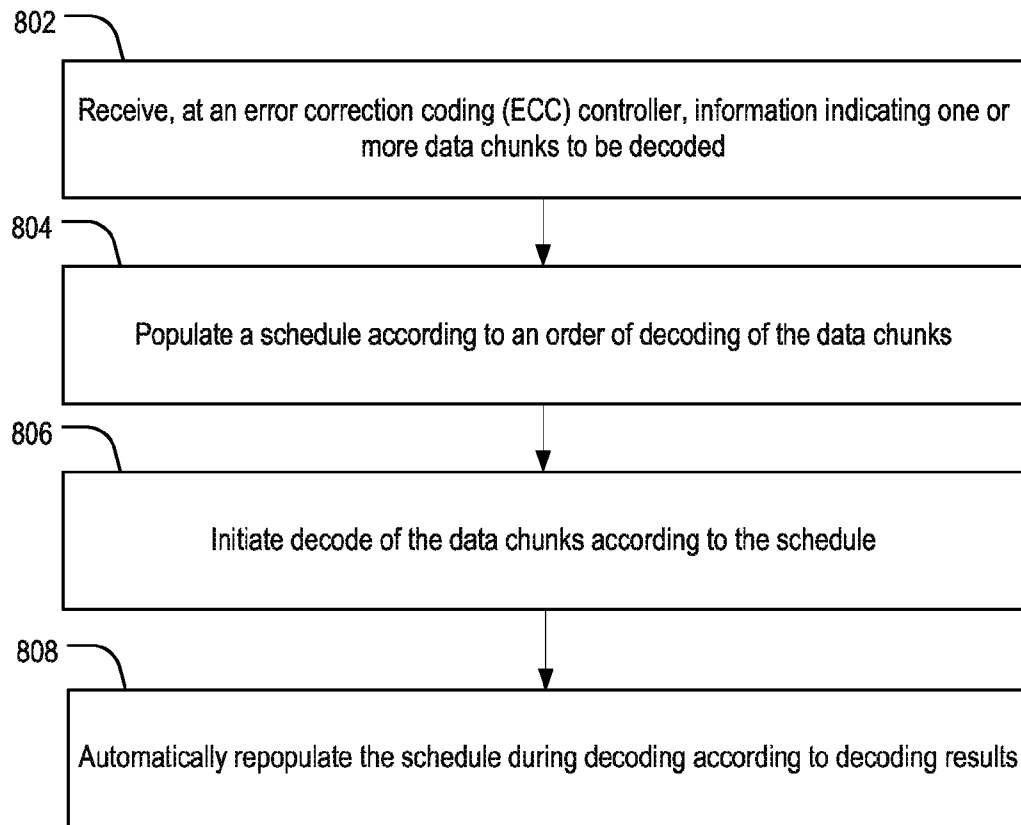 802
Receive, at an error correction coding (ECC) controller, information indicating one or
more data chunks to be decoded
804
Populate a schedule according to an order of decoding of the data chunks
806
Initiate decode of the data chunks according to the schedule
808
Automatically repopulate the schedule during decoding according to decoding results